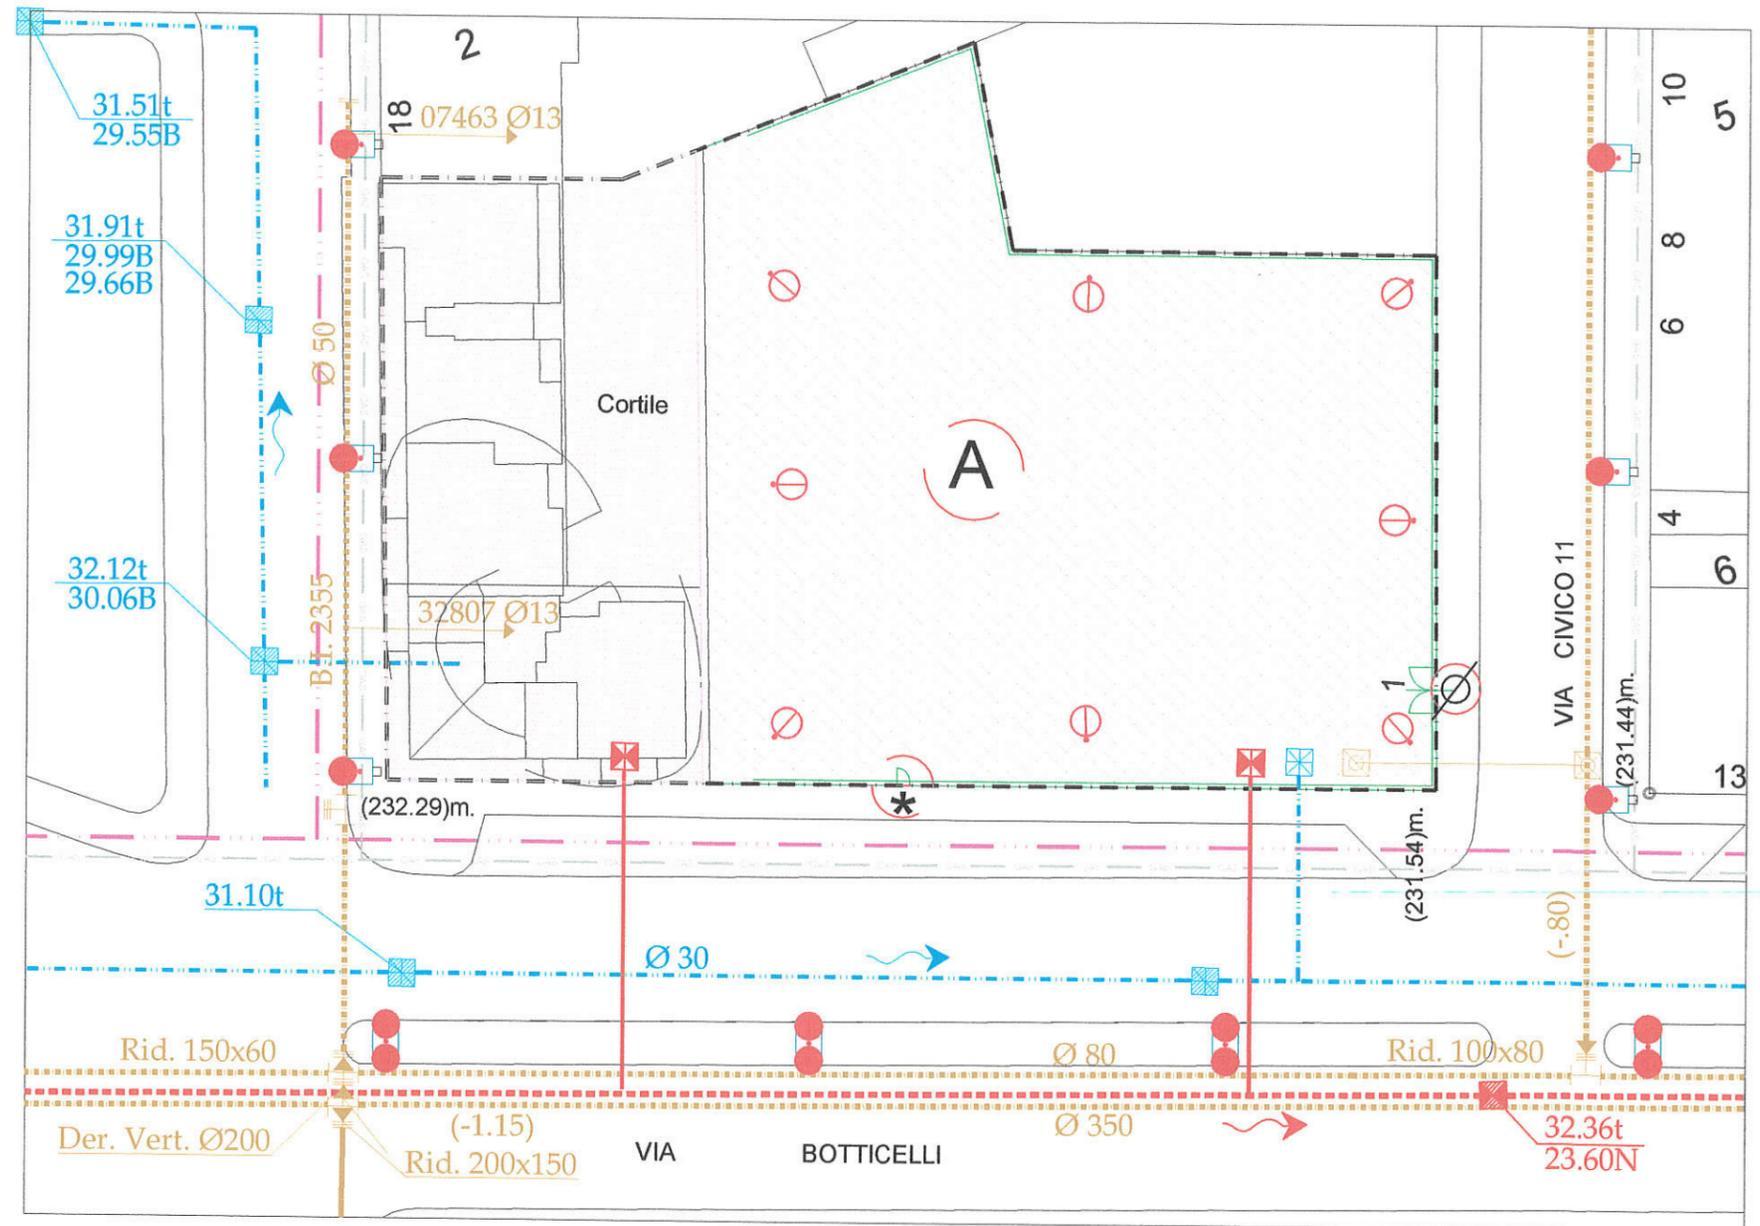 2
18
07463 Ø13
31.51t
29.55B
10
5
31.91t
29.99B
29.66B
8
6
Ø 50
Cortile
A
4
6
VIA CIVICO 11
32.12t
30.06B
B.I. 2355
32807 Ø13
1
(231.44)m.
13
(232.29)m.
*
(231.54)m.
31.10t
Ø 30
(-.80)
Rid. 150x60
Ø 80
Rid. 100x80
Der. Vert. Ø200
(-1.15)
Ø 350
Rid. 200x150
VIA BOTTICELLI
32.36t
23.60N